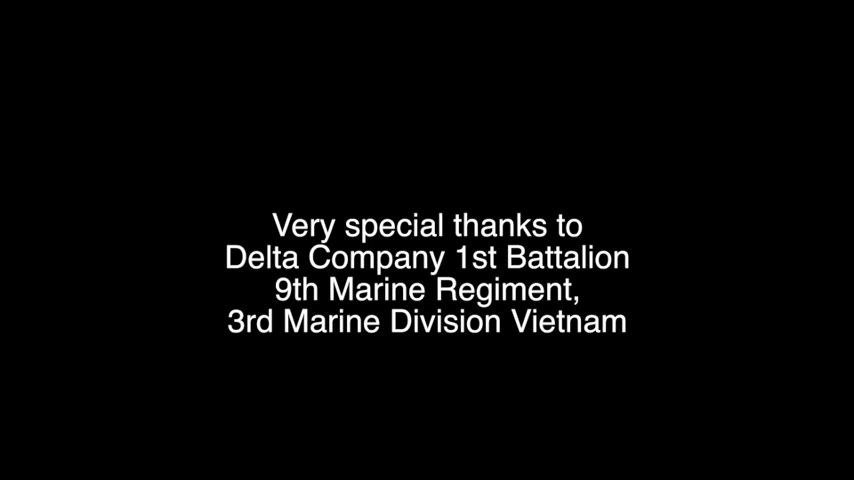 Very special thanks to
Delta Company 1st Battalion
9th Marine Regiment,
3rd Marine Division Vietnam